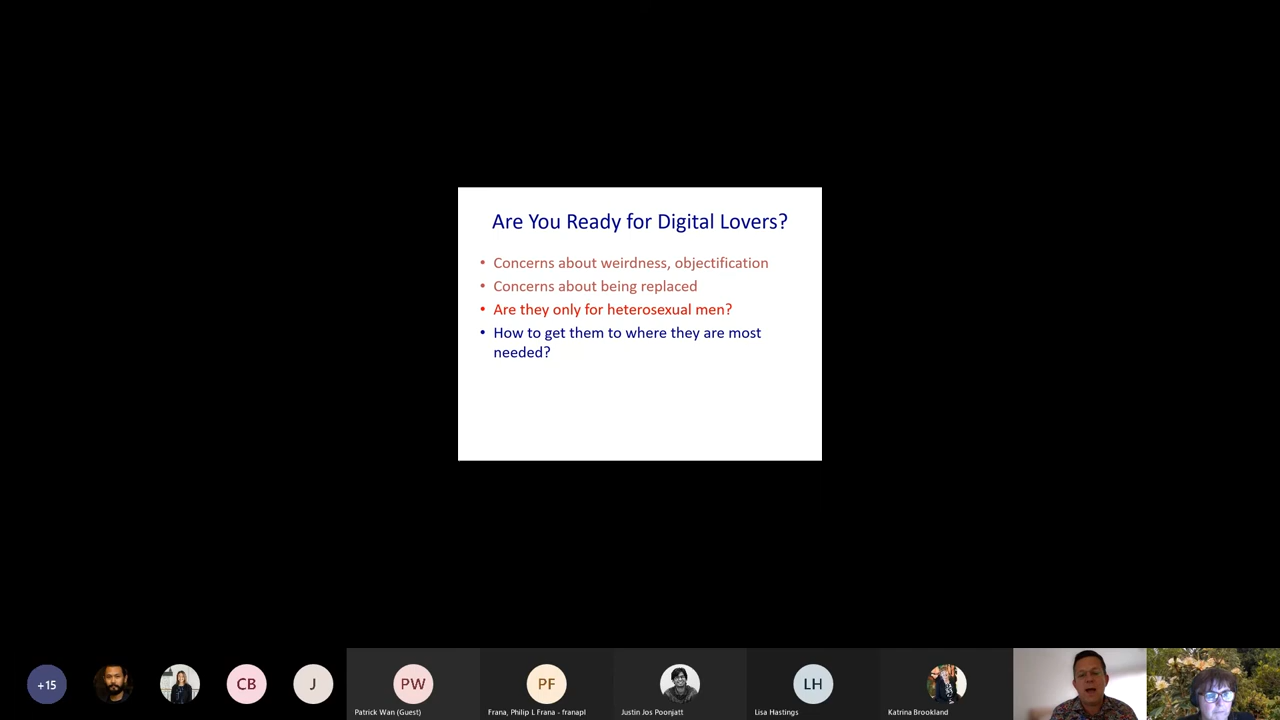 Are You Ready for Digital Lovers?
• Concerns about weirdness, objectification
• Concerns about being replaced
• Are they only for heterosexual men?
• How to get them to where they are most
needed?
+15
CB
J
PW
Patrick Wan (Guest)
PF
Frana, Philip L Frana - franapl
Justin Jos Poonjatt
LH
Lisa Hastings
Katrina Brookland